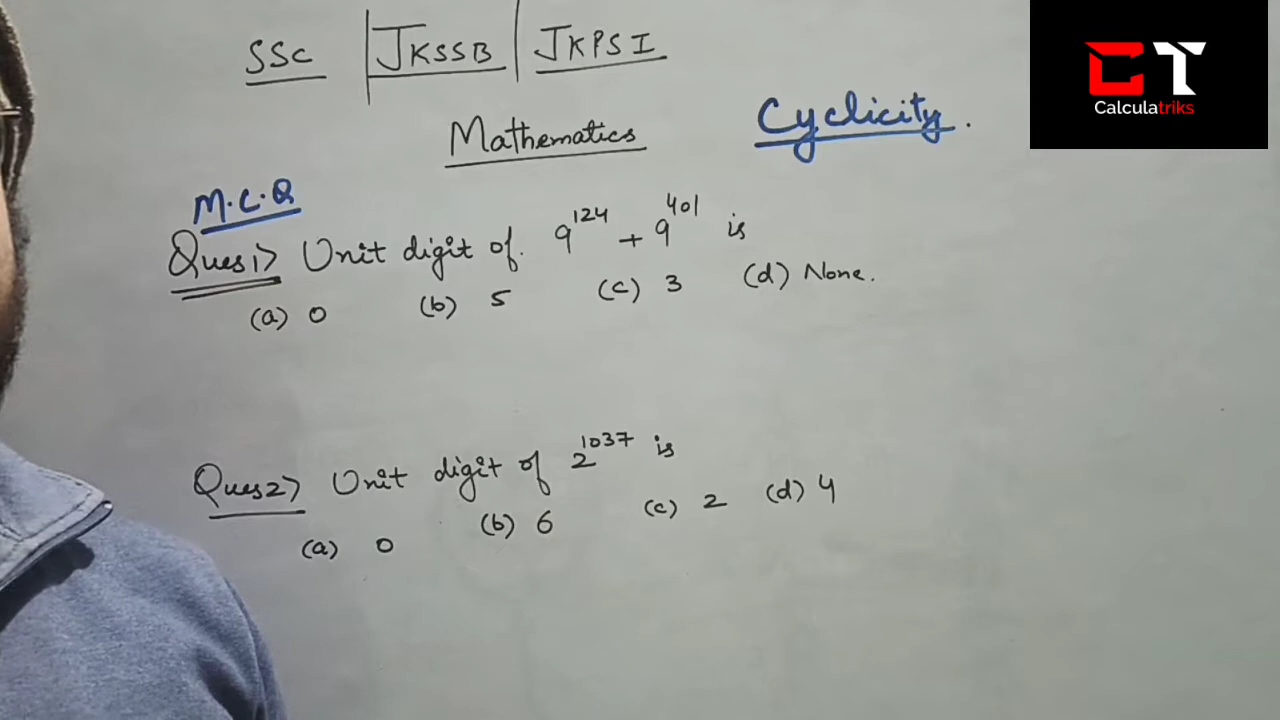 SSC | JKSSB | JKPSI
CT
Calculatriks
Mathematics
Cyclicity.
M.C.Q
Ques1> Unit digit of. 9^124 + 9^401 is
(a) 0 (b) 5 (c) 3 (d) None.
Ques2> Unit digit of 2^1037 is
(a) 0 (b) 6 (c) 2 (d) 4